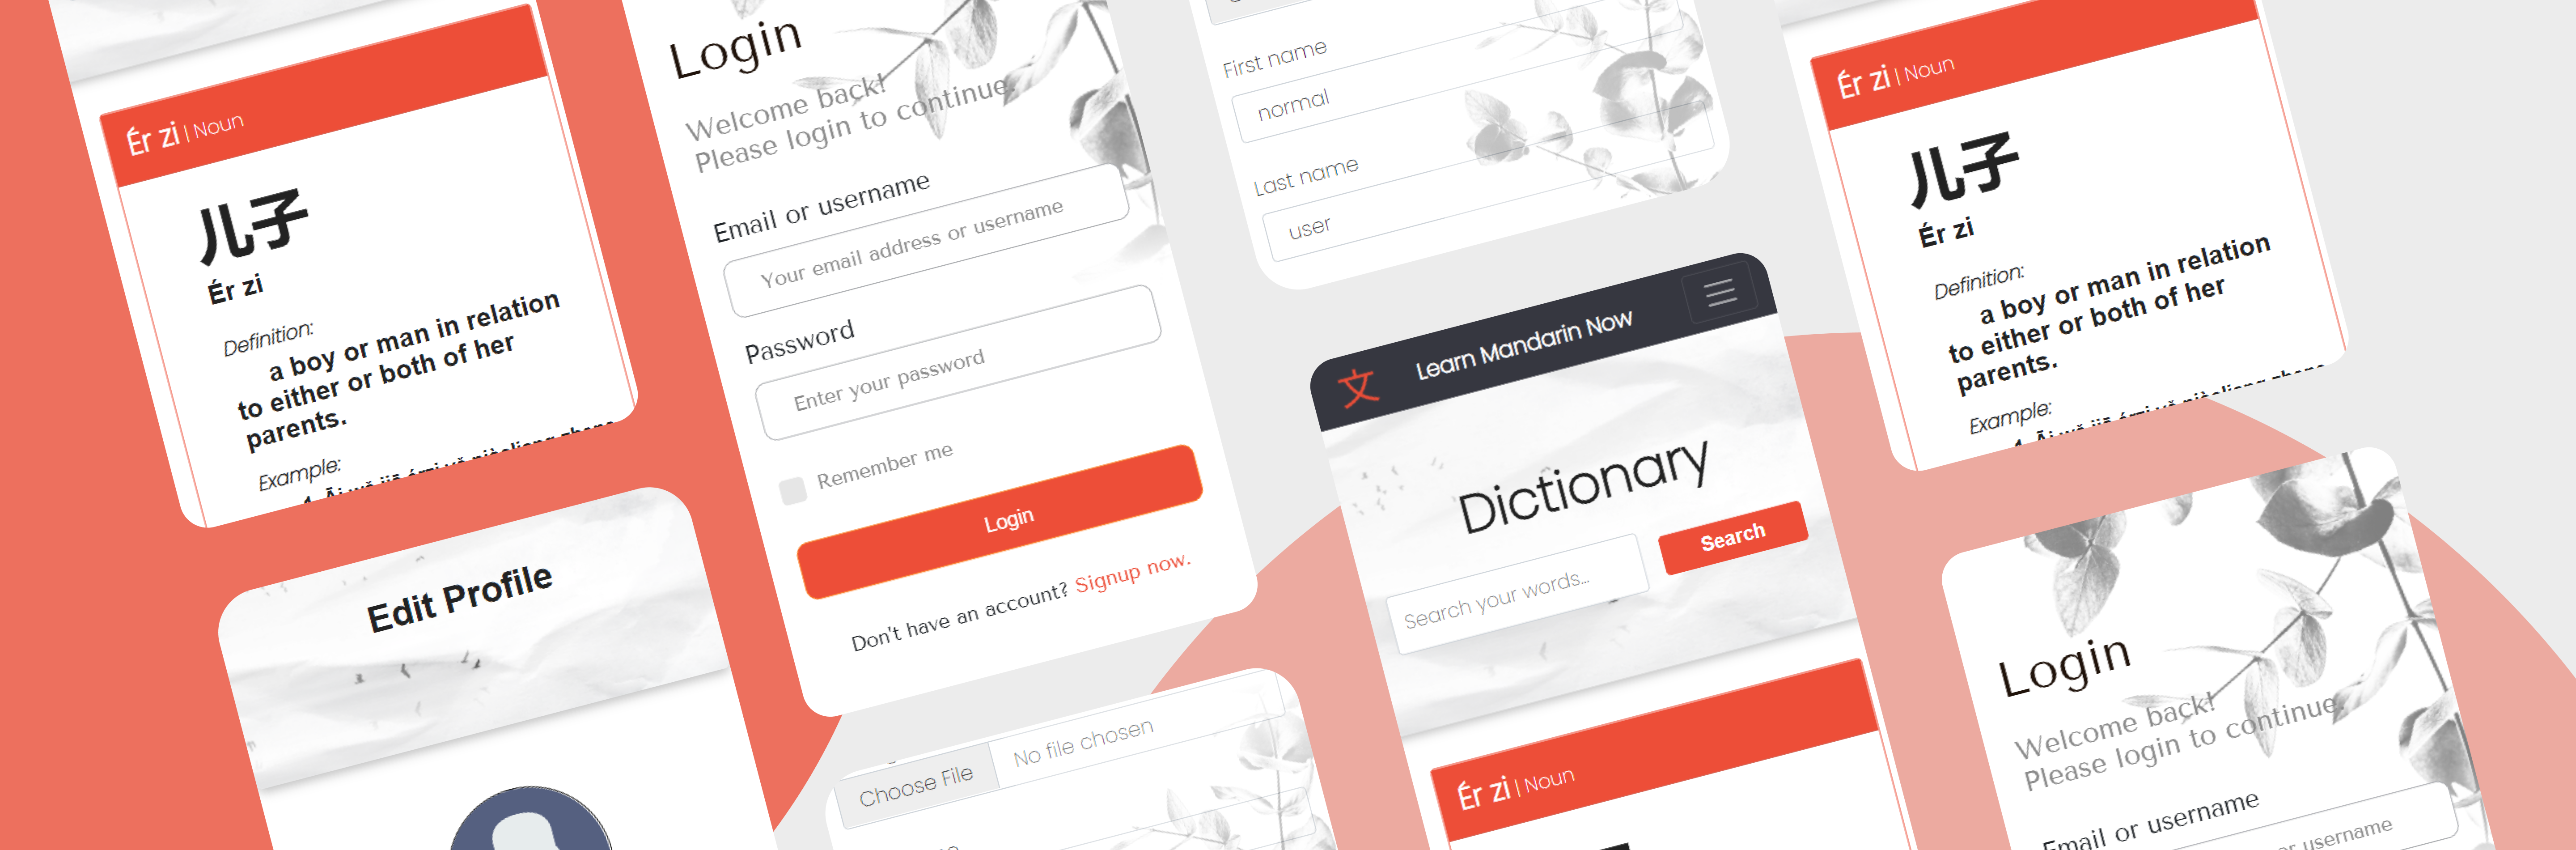 Ér zi | Noun
儿子
Ér zi
Definition:
a boy or man in relation
to either or both of her
parents.
Example:
Edit Profile
Login
Welcome back!
Please login to continue.
Email or username
Your email address or username
Password
Enter your password
Remember me
Login
Don't have an account? Signup now.
Choose File
No file chosen
First name
normal
Last name
user
文
Learn Mandarin Now
Dictionary
Search your words...
Search
Ér zi | Noun
Ér zi | Noun
儿子
Ér zi
Definition:
a boy or man in relation
to either or both of her
parents.
Example:
Login
Welcome back!
Please login to continue.
Email or username
or username